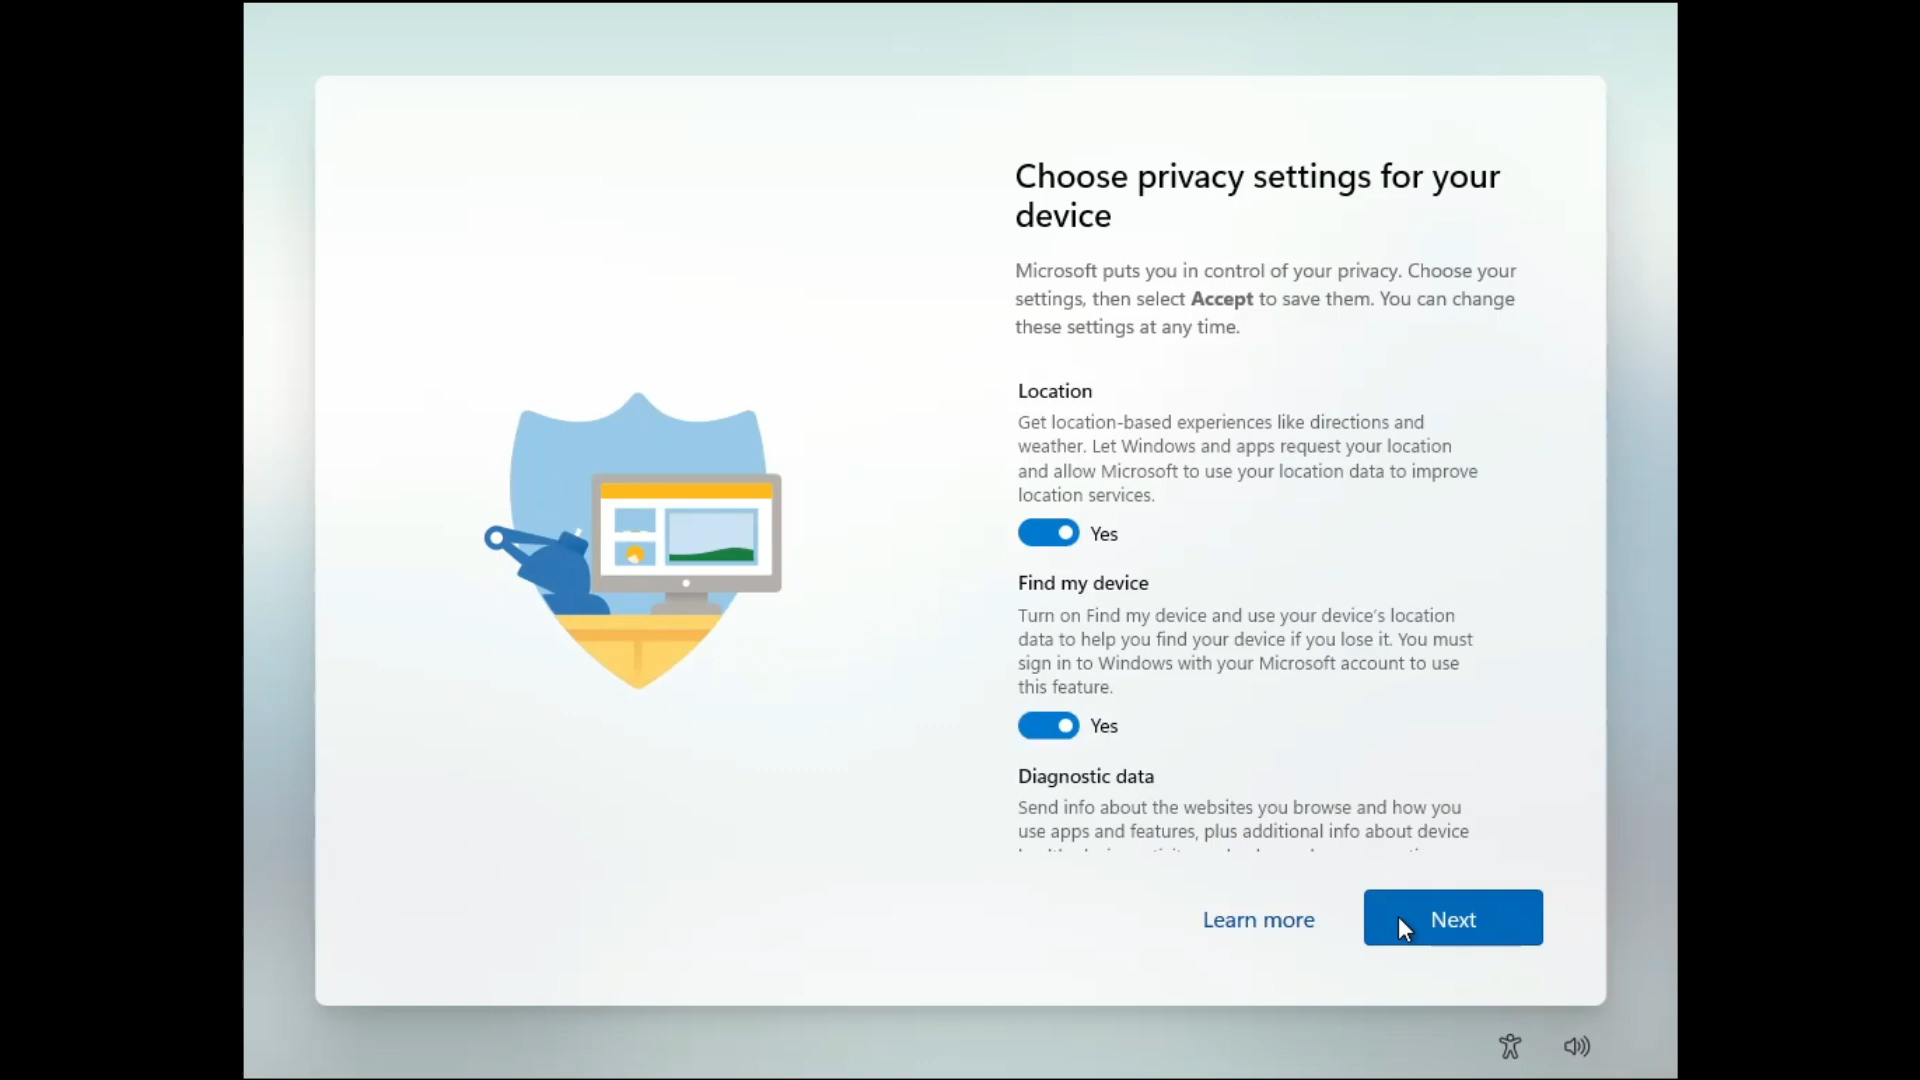 Choose privacy settings for your
device
Microsoft puts you in control of your privacy. Choose your
settings, then select Accept to save them. You can change
these settings at any time.
Location
Get location-based experiences like directions and
weather. Let Windows and apps request your location
and allow Microsoft to use your location data to improve
location services.
Yes
Find my device
Turn on Find my device and use your device’s location
data to help you find your device if you lose it. You must
sign in to Windows with your Microsoft account to use
this feature.
Yes
Diagnostic data
Send info about the websites you browse and how you
use apps and features, plus additional info about device
Learn more
Next